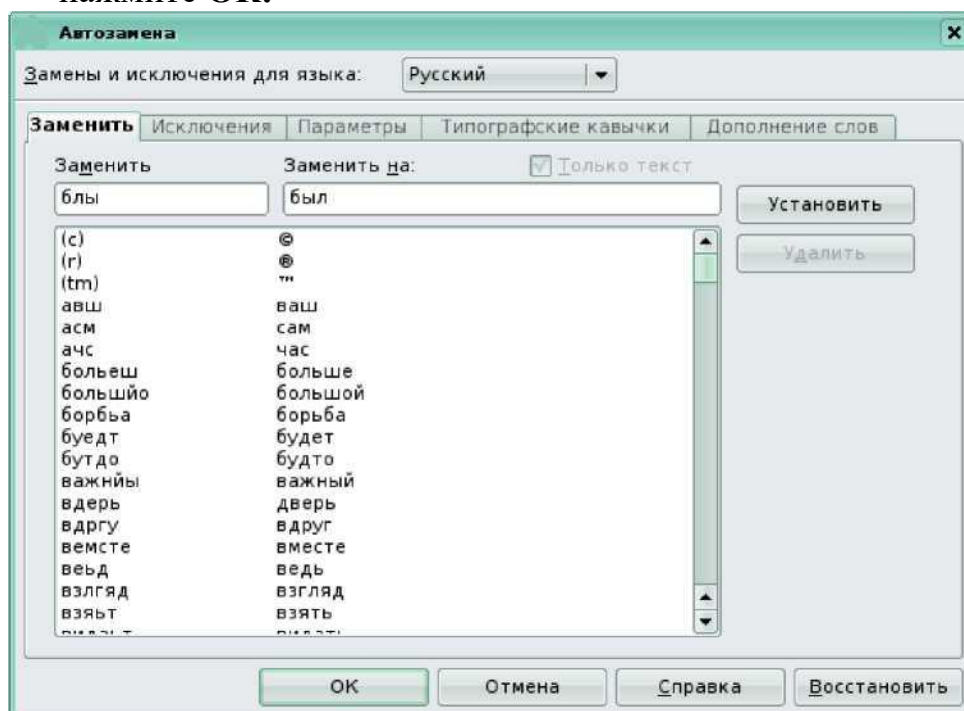 нажмите ОК.
Автозамена
Замены и исключения для языка: Русский
Заменить Исключения Параметры Типографские кавычки Дополнение слов
Заменить Заменить на: Только текст
блы был Установить
(c) © Удалить
(r) ®
(tm) ™
авш ваш
асм сам
ачс час
больеш больше
большйо большой
борбьа борьба
буедт будет
бутдо будто
важнйы важный
вдерь дверь
вдргу вдруг
вемсте вместе
веьд ведь
взлгяд взгляд
взяьт взять
OK Отмена Справка Восстановить